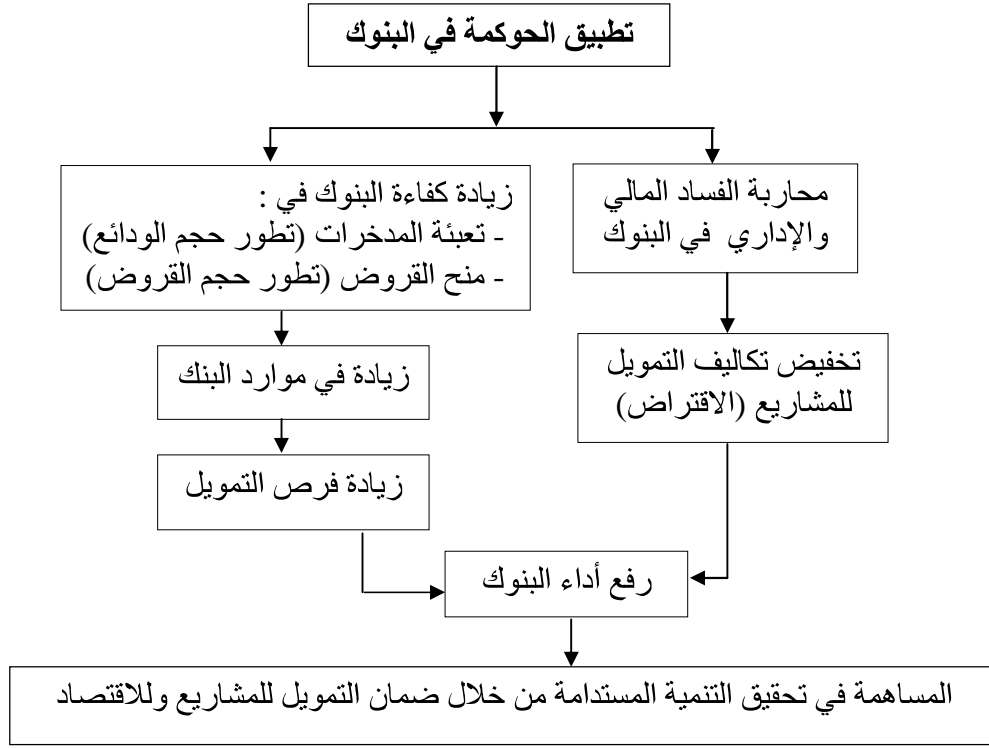 تطبيق الحوكمة في البنوك
محاربة الفساد المالي
والإداري في البنوك
زيادة كفاءة البنوك في :
- تعبئة المدخرات (تطور حجم الودائع)
- منح القروض (تطور حجم القروض)
تخفيض تكاليف التمويل
للمشاريع (الاقتراض)
زيادة في موارد البنك
زيادة فرص التمويل
رفع أداء البنوك
المساهمة في تحقيق التنمية المستدامة من خلال ضمان التمويل للمشاريع وللاقتصاد